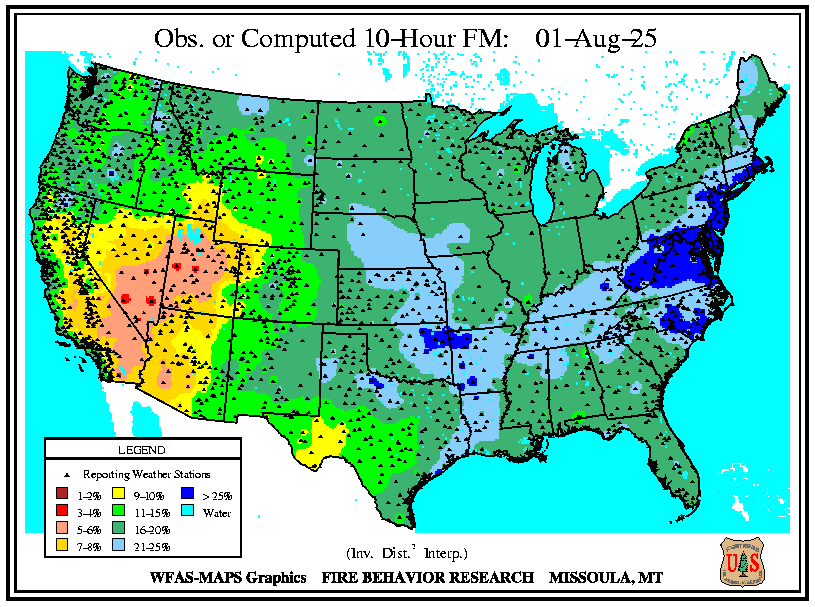 Obs. or Computed 10-Hour FM: 01-Aug-25
LEGEND
Reporting Weather Stations
1-2% 9-10% > 25%
3-4% 11-15% Water
5-6% 16-20%
7-8% 21-25%
(Inv. Dist.² Interp.)
WFAS-MAPS Graphics FIRE BEHAVIOR RESEARCH MISSOULA, MT
U S